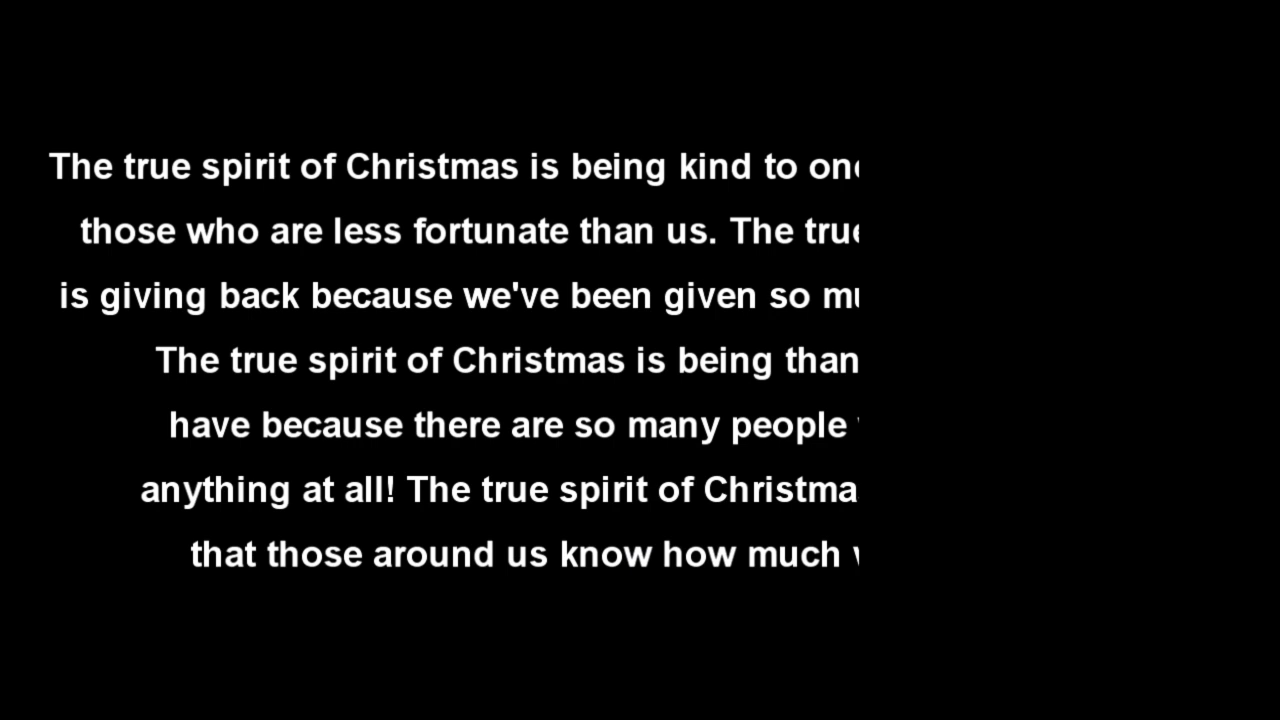 The true spirit of Christmas is being kind to
those who are less fortunate than us. The true
is giving back because we've been given so
The true spirit of Christmas is being
have because there are so many people
anything at all! The true spirit of
that those around us know how much